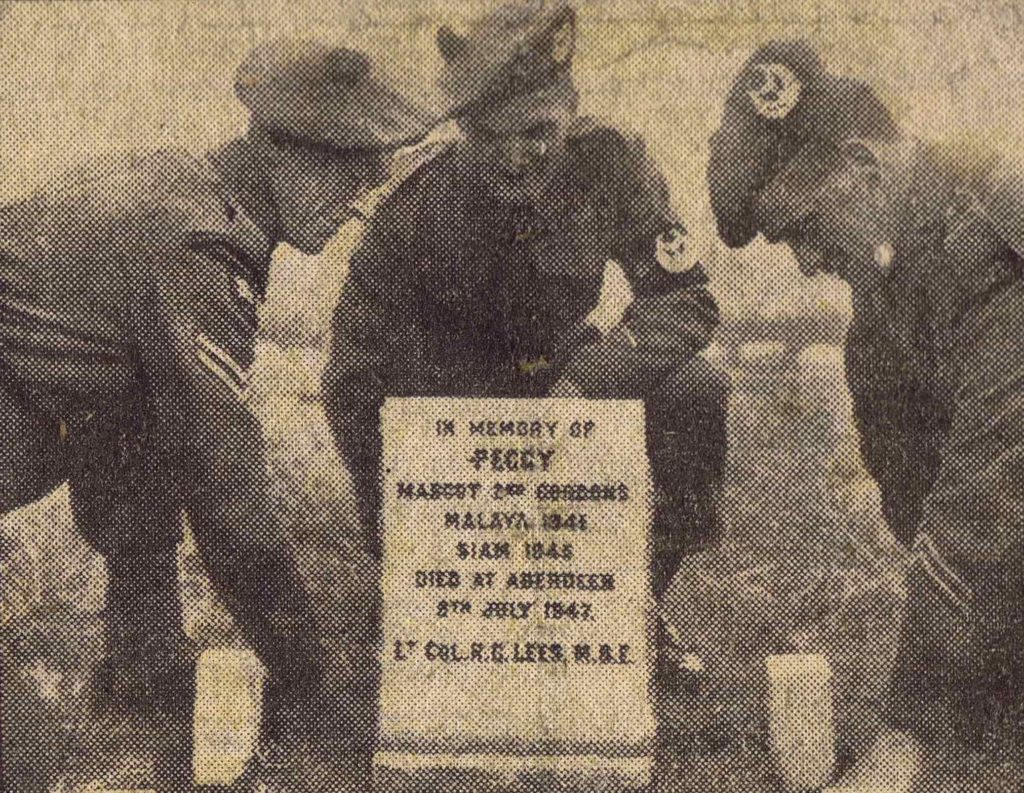 IN MEMORY OF
PEGGY
MASCOT 2ND GORDONS
MALAYA. 1941
SIAM 1945
DIED AT ABERDEEN
JULY 1947.
LT COL. R.G. LEES, M.B.E.